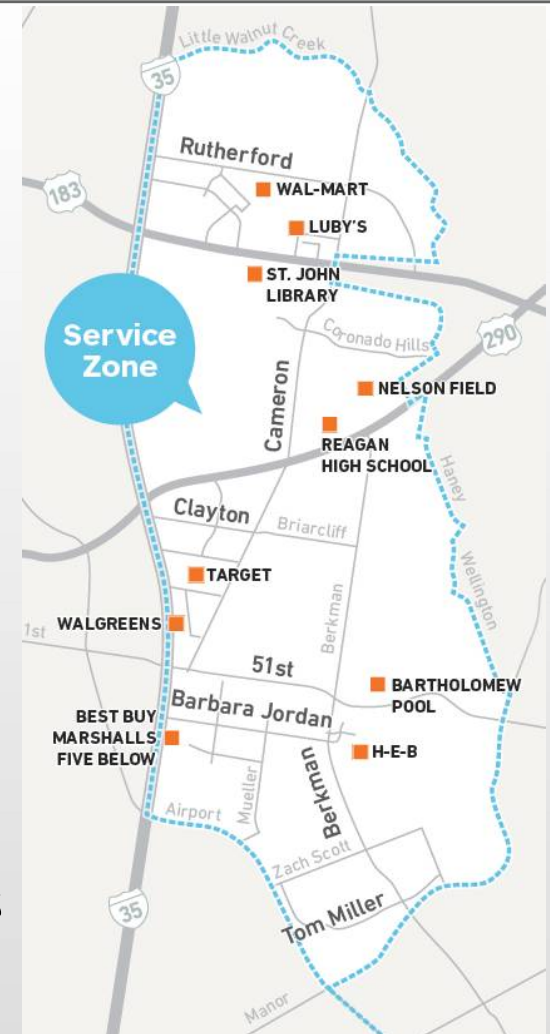 Little Walnut Creek
35
Rutherford
183
WAL-MART
LUBY'S
ST. JOHN
LIBRARY
Service
Zone
Coronado Hills
290
Cameron
NELSON FIELD
REAGAN
HIGH SCHOOL
Haney
Clayton
Briarcliff
Wellington
TARGET
Berkman
WALGREENS
1st
51st
BARTHOLOMEW
POOL
Barbara Jordan
BEST BUY
MARSHALLS
FIVE BELOW
H-E-B
Berkman
Mueller
Airport
Zach Scott
Tom Miller
35
Manor